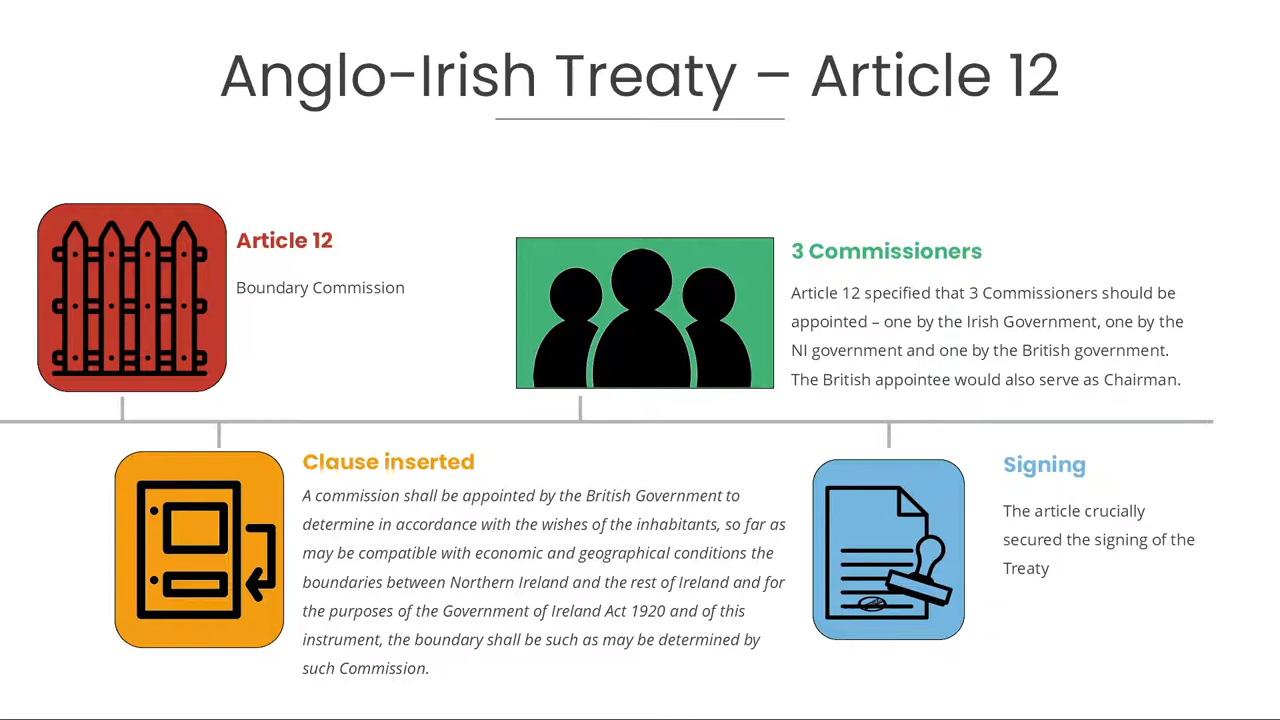 Anglo-Irish Treaty – Article 12
Article 12
Boundary Commission
3 Commissioners
Article 12 specified that 3 Commissioners should be
appointed – one by the Irish Government, one by the
NI government and one by the British government.
The British appointee would also serve as Chairman.
Clause inserted
A commission shall be appointed by the British Government to
determine in accordance with the wishes of the inhabitants, so far as
may be compatible with economic and geographical conditions the
boundaries between Northern Ireland and the rest of Ireland and for
the purposes of the Government of Ireland Act 1920 and of this
instrument, the boundary shall be such as may be determined by
such Commission.
Signing
The article crucially
secured the signing of the
Treaty